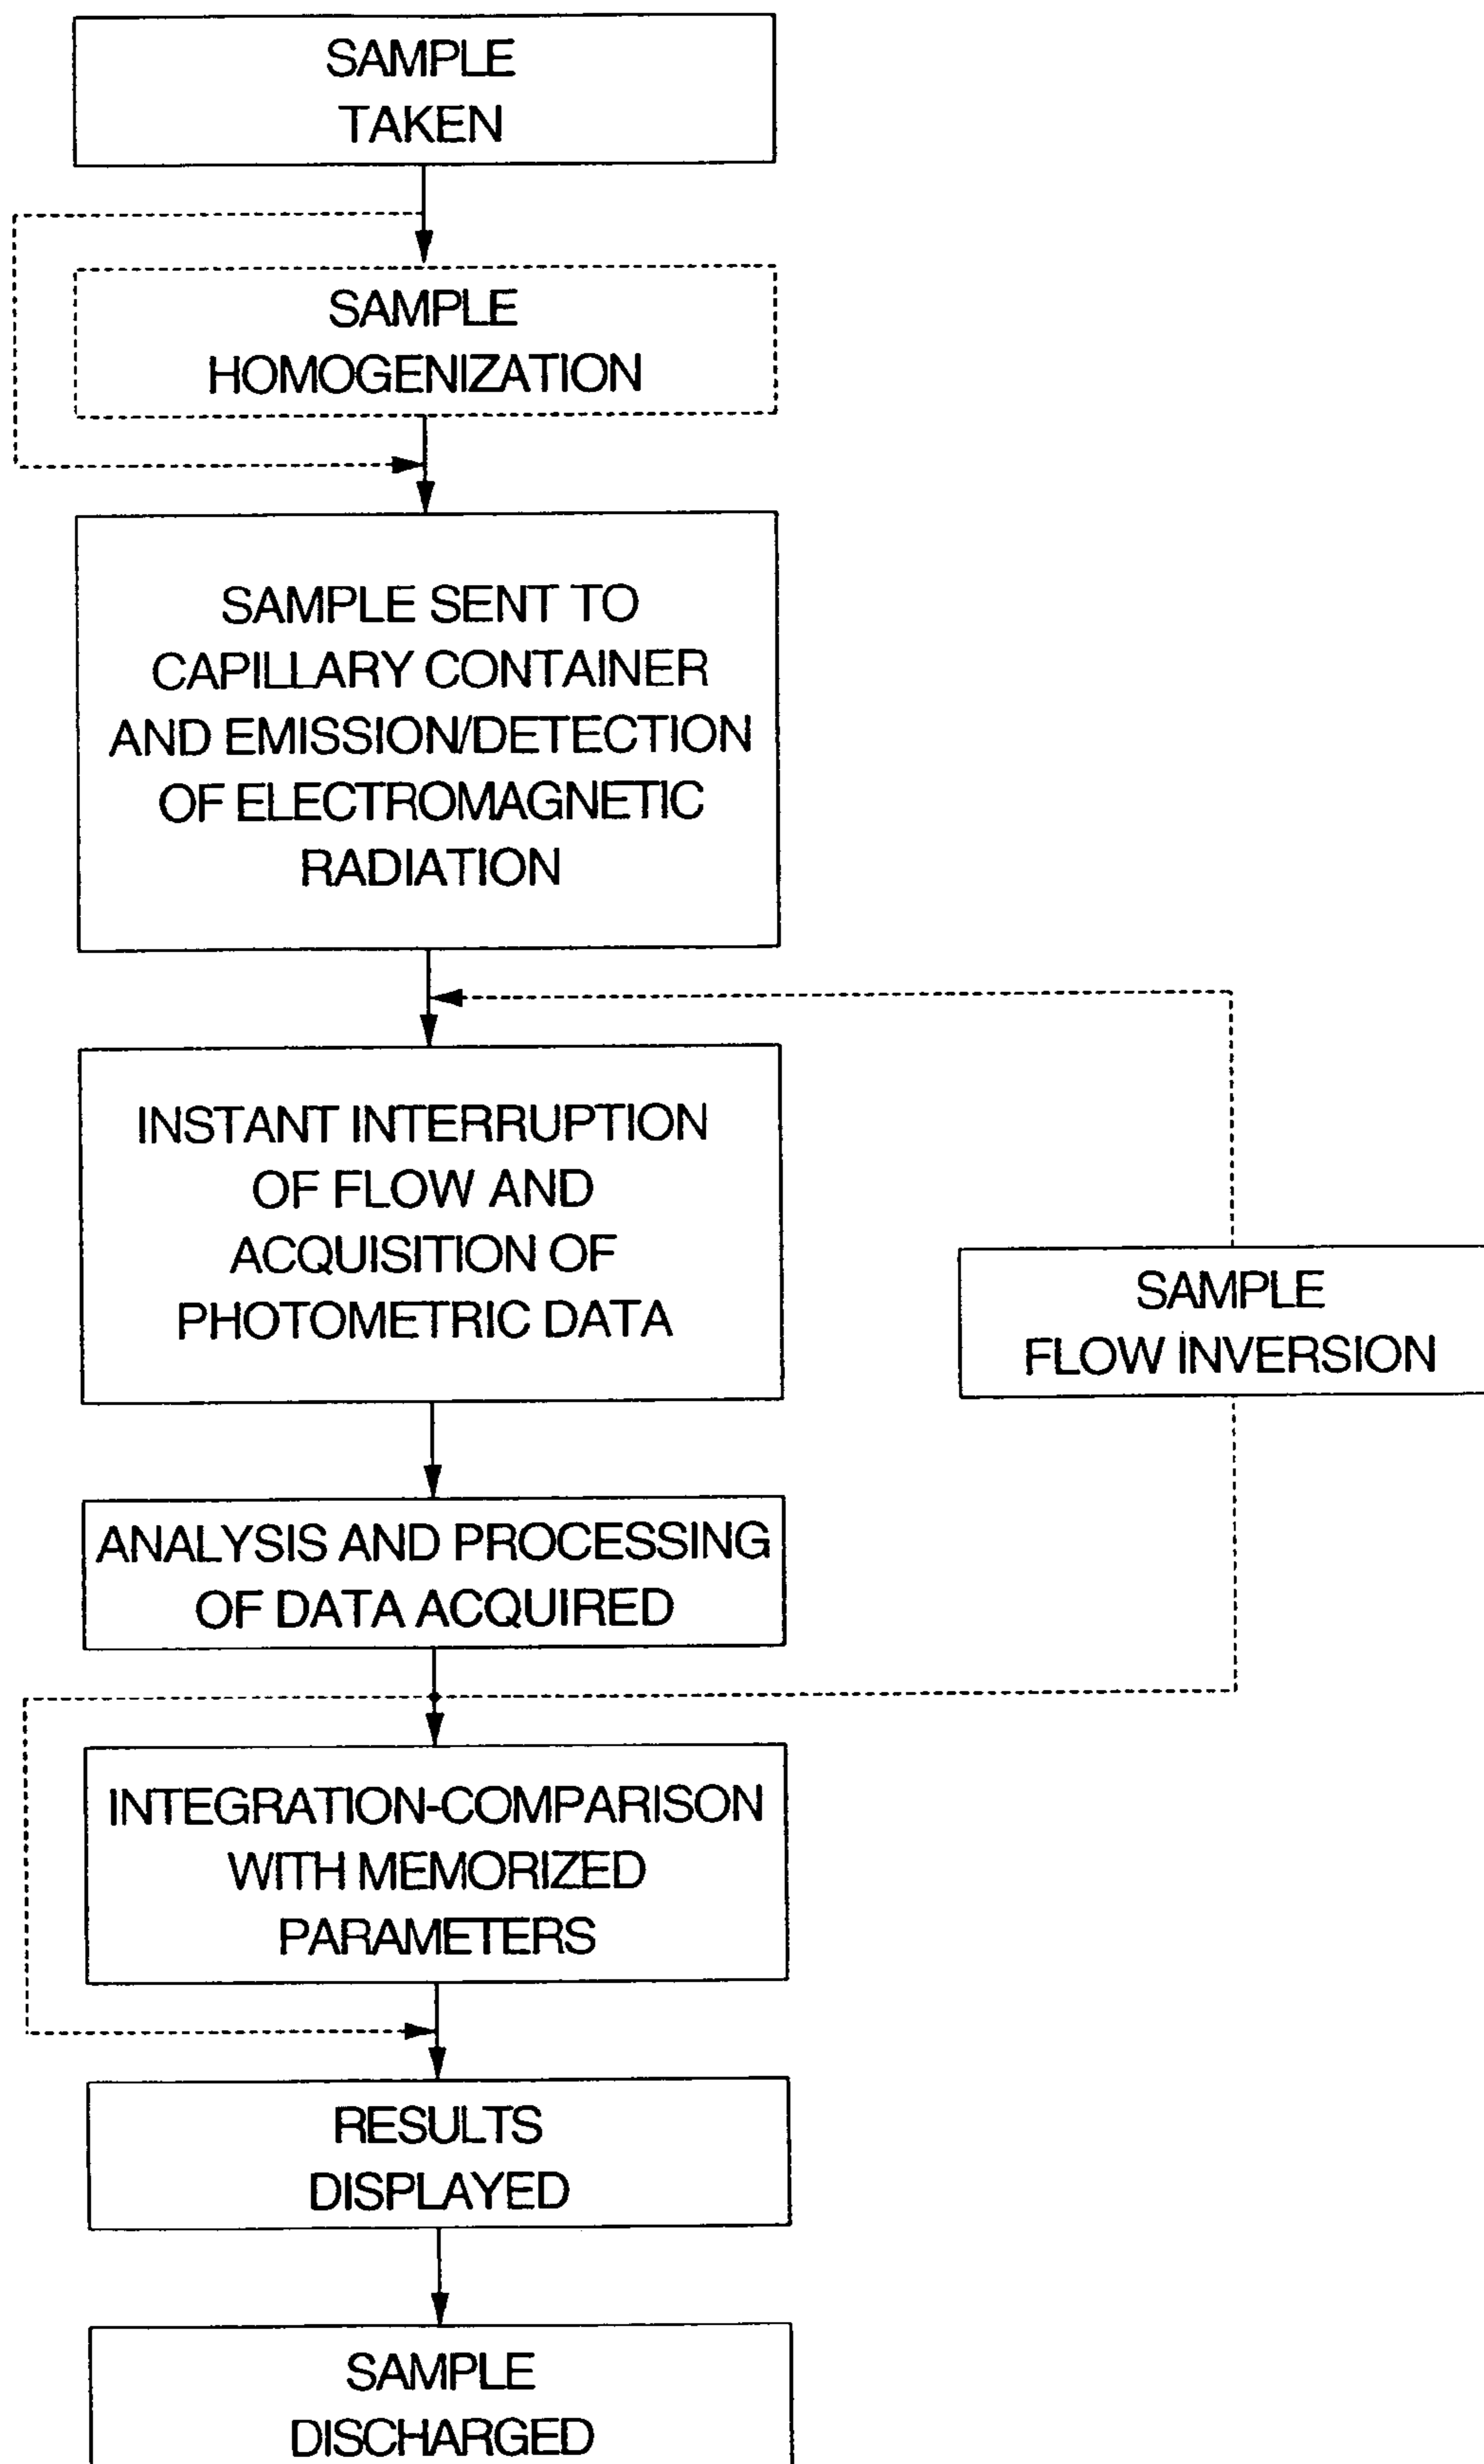 SAMPLE
TAKEN
SAMPLE
HOMOGENIZATION
SAMPLE SENT TO
CAPILLARY CONTAINER
AND EMISSION/DETECTION
OF ELECTROMAGNETIC
RADIATION
INSTANT INTERRUPTION
OF FLOW AND
ACQUISITION OF
PHOTOMETRIC DATA
SAMPLE
FLOW INVERSION
ANALYSIS AND PROCESSING
OF DATA ACQUIRED
INTEGRATION-COMPARISON
WITH MEMORIZED
PARAMETERS
RESULTS
DISPLAYED
SAMPLE
DISCHARGED